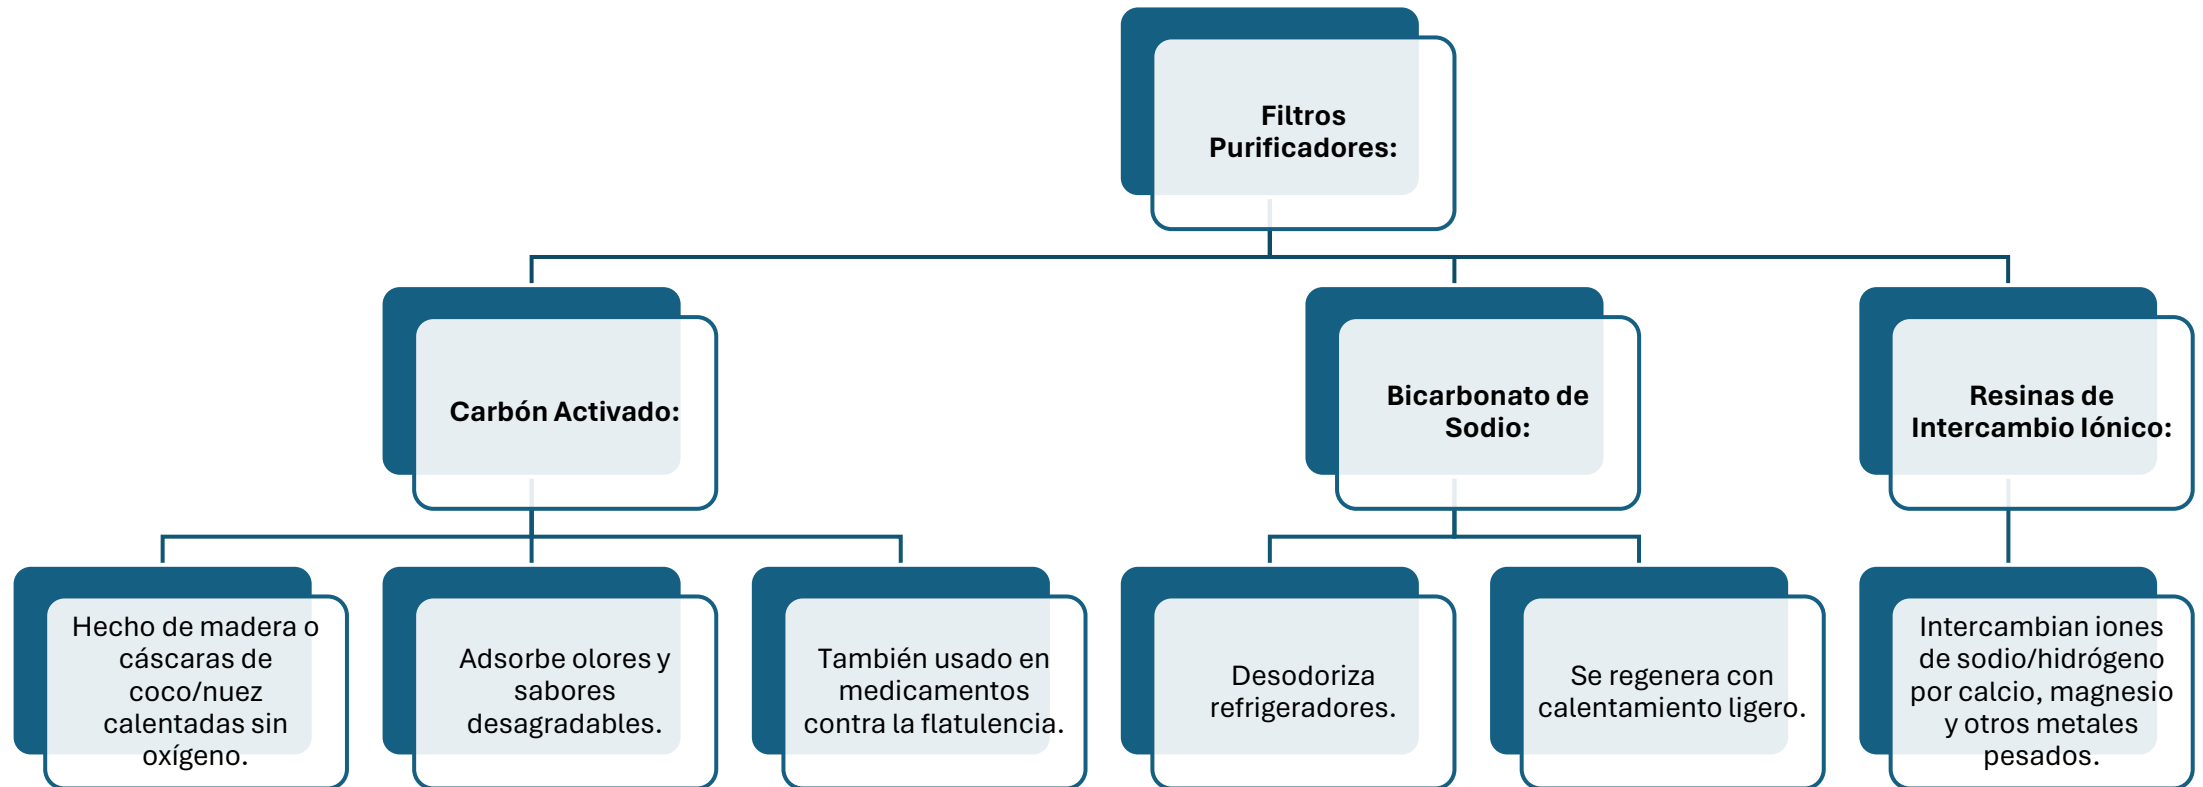 Filtros
Purificadores:
Carbón Activado:
Bicarbonato de
Sodio:
Resinas de
Intercambio Iónico:
Hecho de madera o
cáscaras de
coco/nuez
calentadas sin
oxígeno.
Adsorbe olores y
sabores
desagradables.
También usado en
medicamentos
contra la flatulencia.
Desodoriza
refrigeradores.
Se regenera con
calentamiento ligero.
Intercambian iones
de sodio/hidrógeno
por calcio, magnesio
y otros metales
pesados.